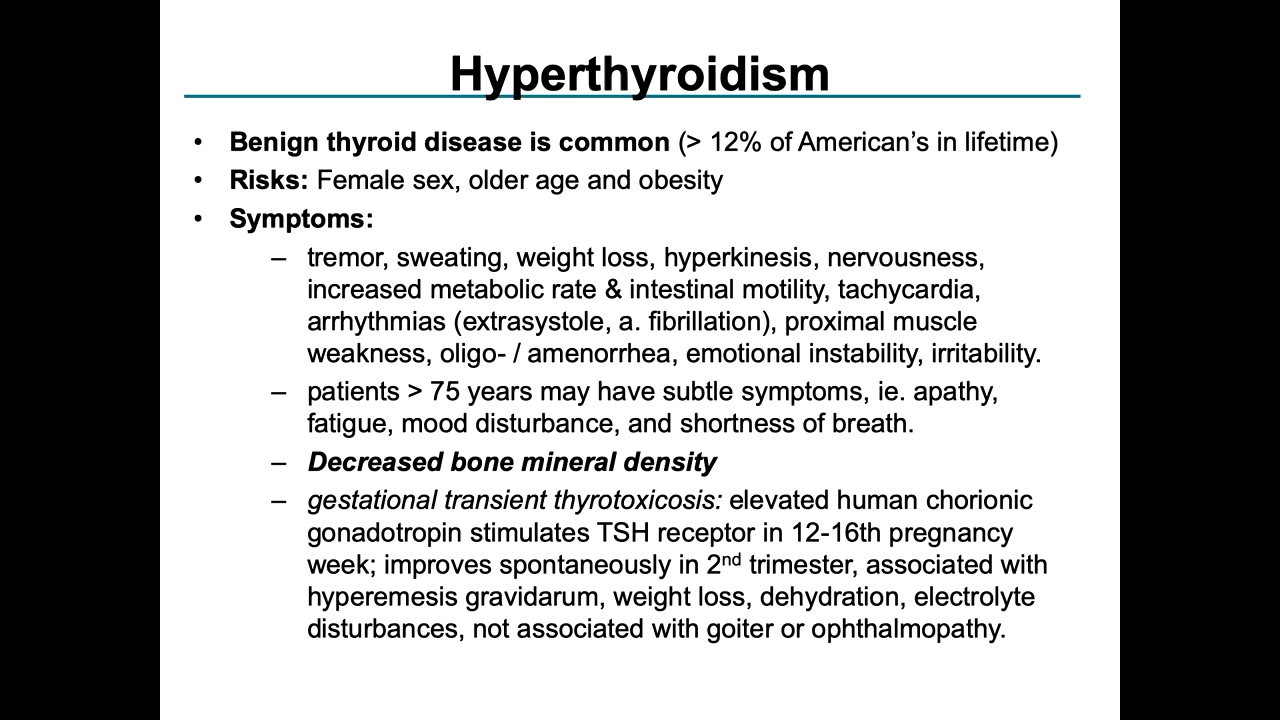 Hyperthyroidism
• Benign thyroid disease is common (> 12% of American’s in lifetime)
• Risks: Female sex, older age and obesity
• Symptoms:
– tremor, sweating, weight loss, hyperkinesis, nervousness,
increased metabolic rate & intestinal motility, tachycardia,
arrhythmias (extrasystole, a. fibrillation), proximal muscle
weakness, oligo- / amenorrhea, emotional instability, irritability.
– patients > 75 years may have subtle symptoms, ie. apathy,
fatigue, mood disturbance, and shortness of breath.
– Decreased bone mineral density
– gestational transient thyrotoxicosis: elevated human chorionic
gonadotropin stimulates TSH receptor in 12-16th pregnancy
week; improves spontaneously in 2nd trimester, associated with
hyperemesis gravidarum, weight loss, dehydration, electrolyte
disturbances, not associated with goiter or ophthalmopathy.